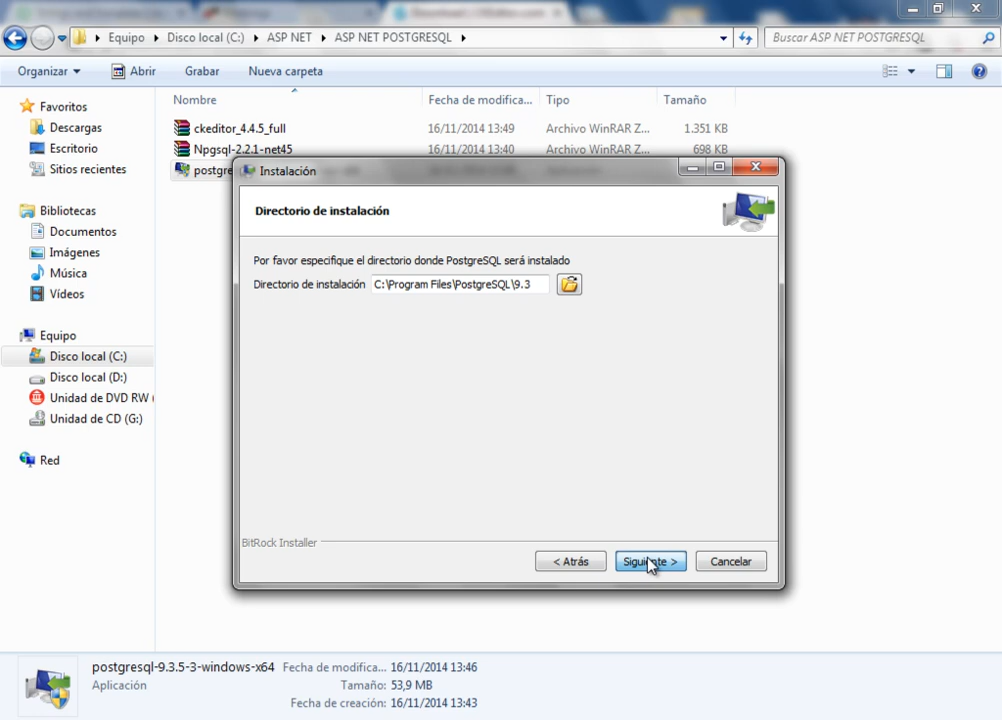 Equipo
Disco local (C:)
ASP NET
ASP NET POSTGRESQL
Buscar ASP NET POSTGRESQL
Organizar
Abrir
Grabar
Nueva carpeta
Nombre
Fecha de modifica...
Tipo
Tamaño
ckeditor_4.4.5_full
16/11/2014 13:49
Archivo WinRAR Z...
1.351 KB
Npgsql-2.2.1-net45
16/11/2014 13:40
Archivo WinRAR Z...
698 KB
postgre
Favoritos
Descargas
Escritorio
Sitios recientes
Bibliotecas
Documentos
Imágenes
Música
Vídeos
Equipo
Disco local (C:)
Disco local (D:)
Unidad de DVD RW (
Unidad de CD (G:)
Red
Instalación
Directorio de instalación
Por favor especifique el directorio donde PostgreSQL será instalado
Directorio de instalación C:\Program Files\PostgreSQL\9.3
BitRock Installer
< Atrás
Siguiente >
Cancelar
postgresql-9.3.5-3-windows-x64
Aplicación
Fecha de modifica... 16/11/2014 13:46
Tamaño: 53,9 MB
Fecha de creación: 16/11/2014 13:43